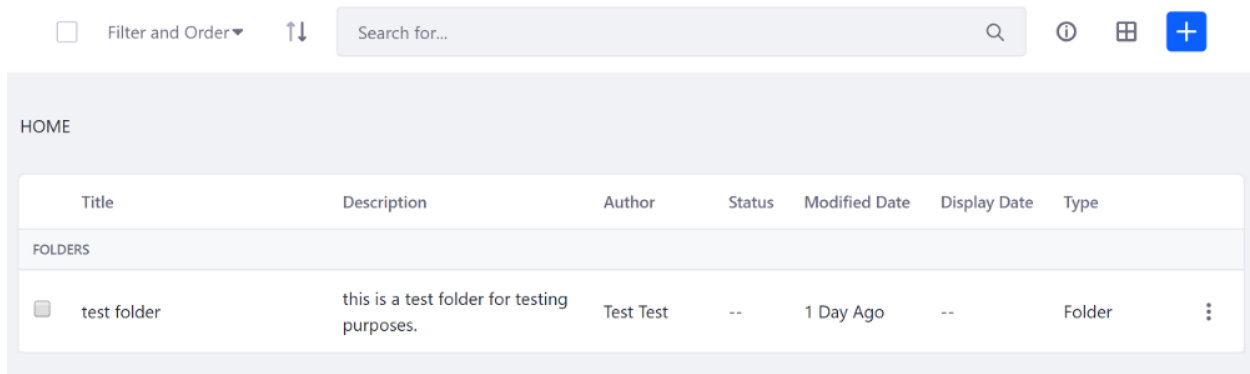 Filter and Order
Search for...
HOME
Title Description Author Status Modified Date Display Date Type
FOLDERS
test folder this is a test folder for testing purposes. Test Test -- 1 Day Ago -- Folder